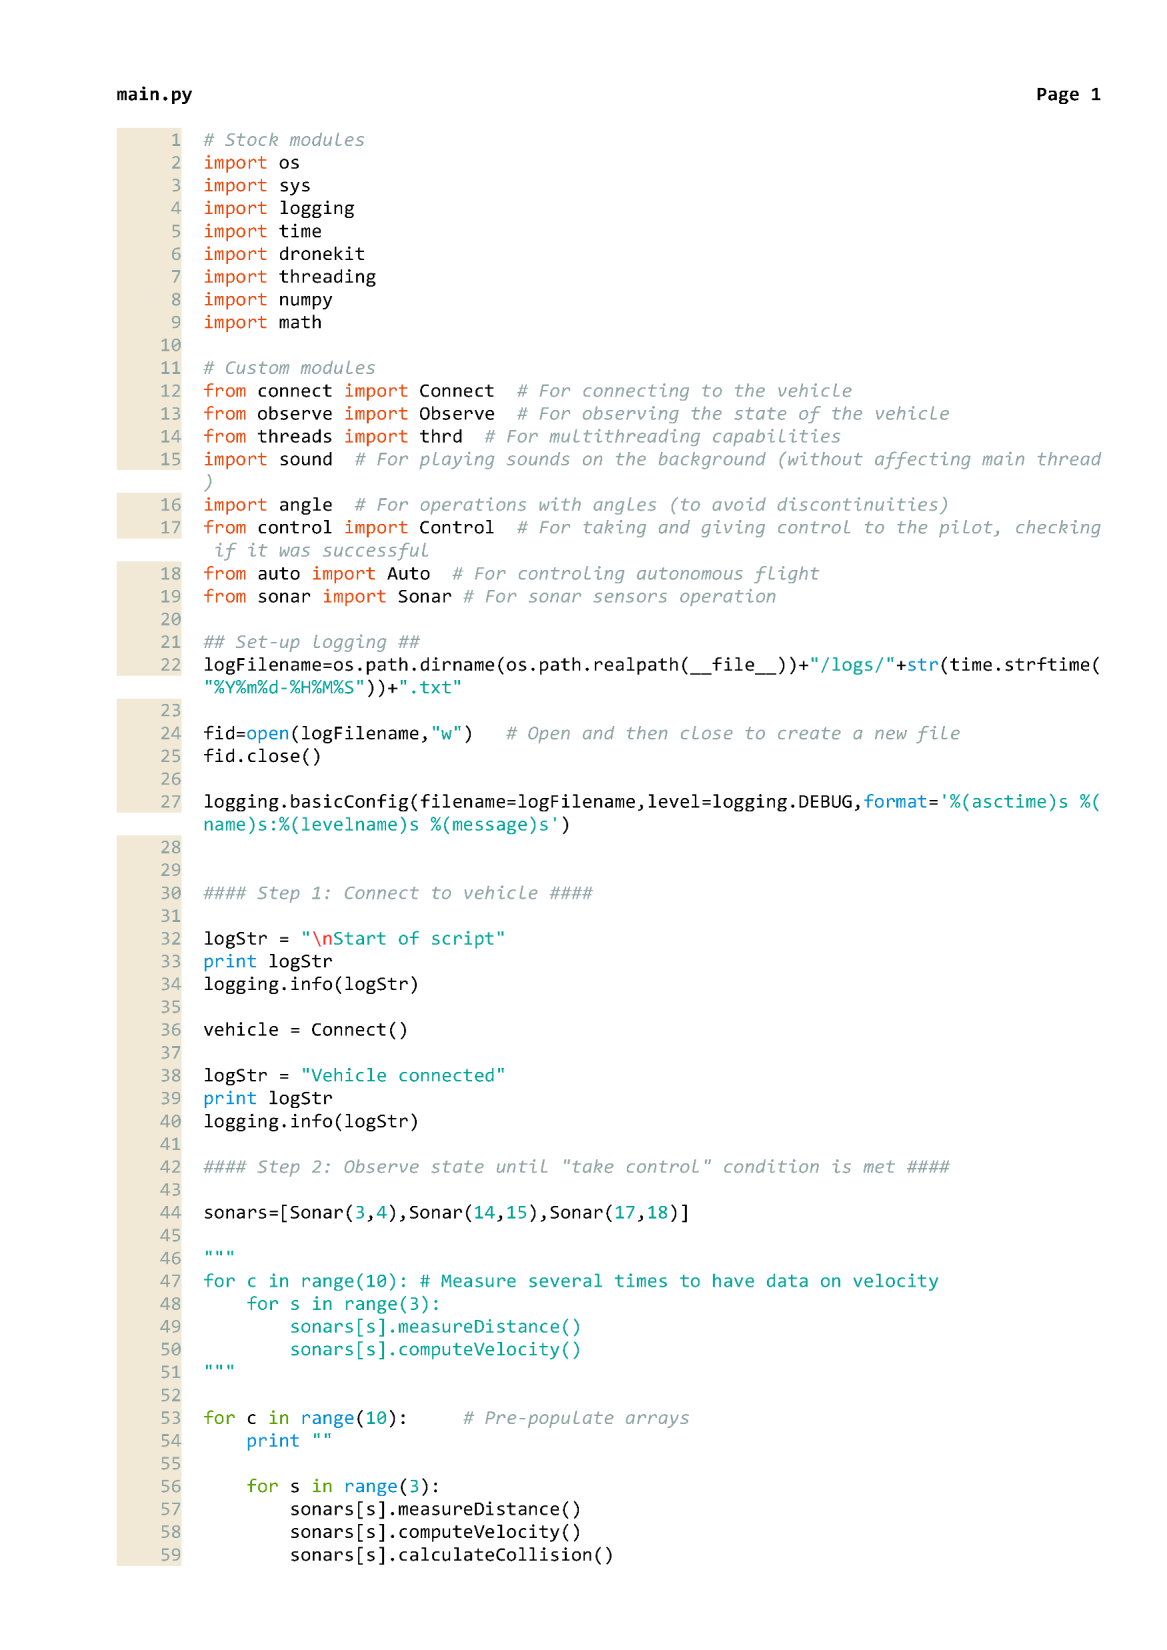 main.py Page 1
1 # Stock modules
2 import os
3 import sys
4 import logging
5 import time
6 import dronekit
7 import threading
8 import numpy
9 import math
10
11 # Custom modules
12 from connect import Connect  # For connecting to the vehicle
13 from observe import Observe  # For observing the state of the vehicle
14 from threads import thrd  # For multithreading capabilities
15 import sound  # For playing sounds on the background (without affecting main thread
)
16 import angle  # For operations with angles (to avoid discontinuities)
17 from control import Control  # For taking and giving control to the pilot, checking
if it was successful
18 from auto import Auto  # For controling autonomous flight
19 from sonar import Sonar # For sonar sensors operation
20
21 ## Set-up logging ##
22 logFilename=os.path.dirname(os.path.realpath(__file__))+"/logs/"+str(time.strftime(
"%Y%m%d-%H%M%S"))+".txt"
23
24 fid=open(logFilename,"w")   # Open and then close to create a new file
25 fid.close()
26
27 logging.basicConfig(filename=logFilename,level=logging.DEBUG,format='%(asctime)s %(
name)s:%(levelname)s %(message)s')
28
29
30 #### Step 1: Connect to vehicle ####
31
32 logStr = "\nStart of script"
33 print logStr
34 logging.info(logStr)
35
36 vehicle = Connect()
37
38 logStr = "Vehicle connected"
39 print logStr
40 logging.info(logStr)
41
42 #### Step 2: Observe state until "take control" condition is met ####
43
44 sonars=[Sonar(3,4),Sonar(14,15),Sonar(17,18)]
45
46 """
47 for c in range(10): # Measure several times to have data on velocity
48     for s in range(3):
49         sonars[s].measureDistance()
50         sonars[s].computeVelocity()
51 """
52
53 for c in range(10):     # Pre-populate arrays
54     print ""
55
56     for s in range(3):
57         sonars[s].measureDistance()
58         sonars[s].computeVelocity()
59         sonars[s].calculateCollision()